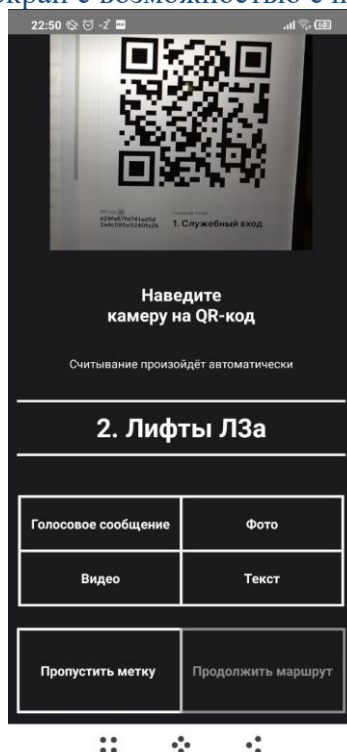 22:50
Наведите
камеру на QR-код
Считывание произойдёт автоматически
1. Служебный вход
2. Лифты Л3а
Голосовое сообщение
Фото
Видео
Текст
Пропустить метку
Продолжить маршрут